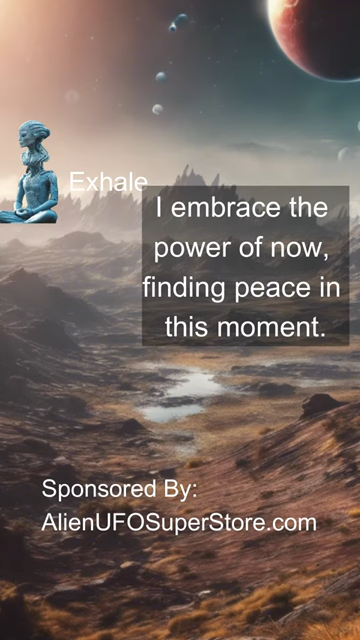 Exhale
I embrace the
power of now,
finding peace in
this moment.
Sponsored By:
AlienUFOSuperStore.com